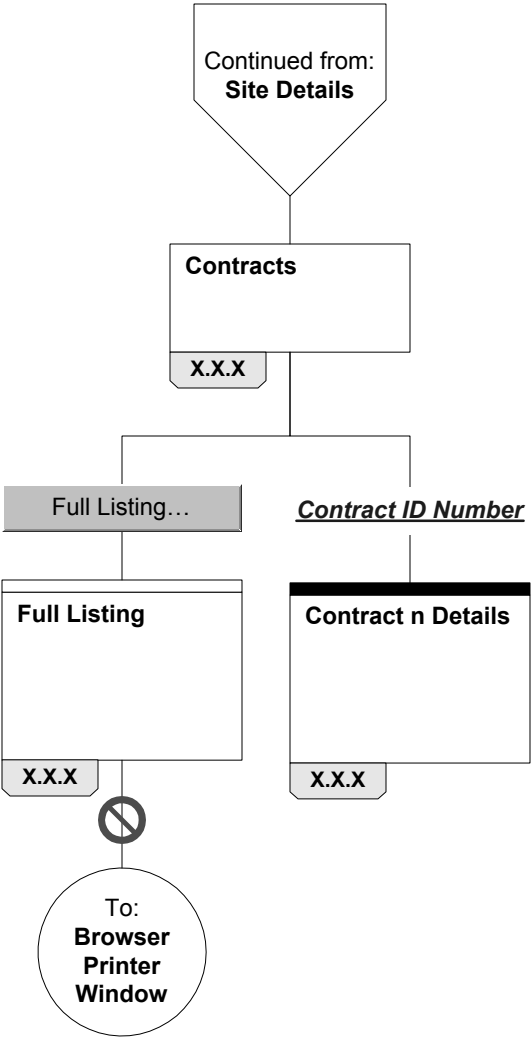 Continued from:
Site Details
Contracts
X.X.X
Full Listing…
Contract ID Number
Full Listing
Contract n Details
X.X.X
X.X.X
To:
Browser
Printer
Window